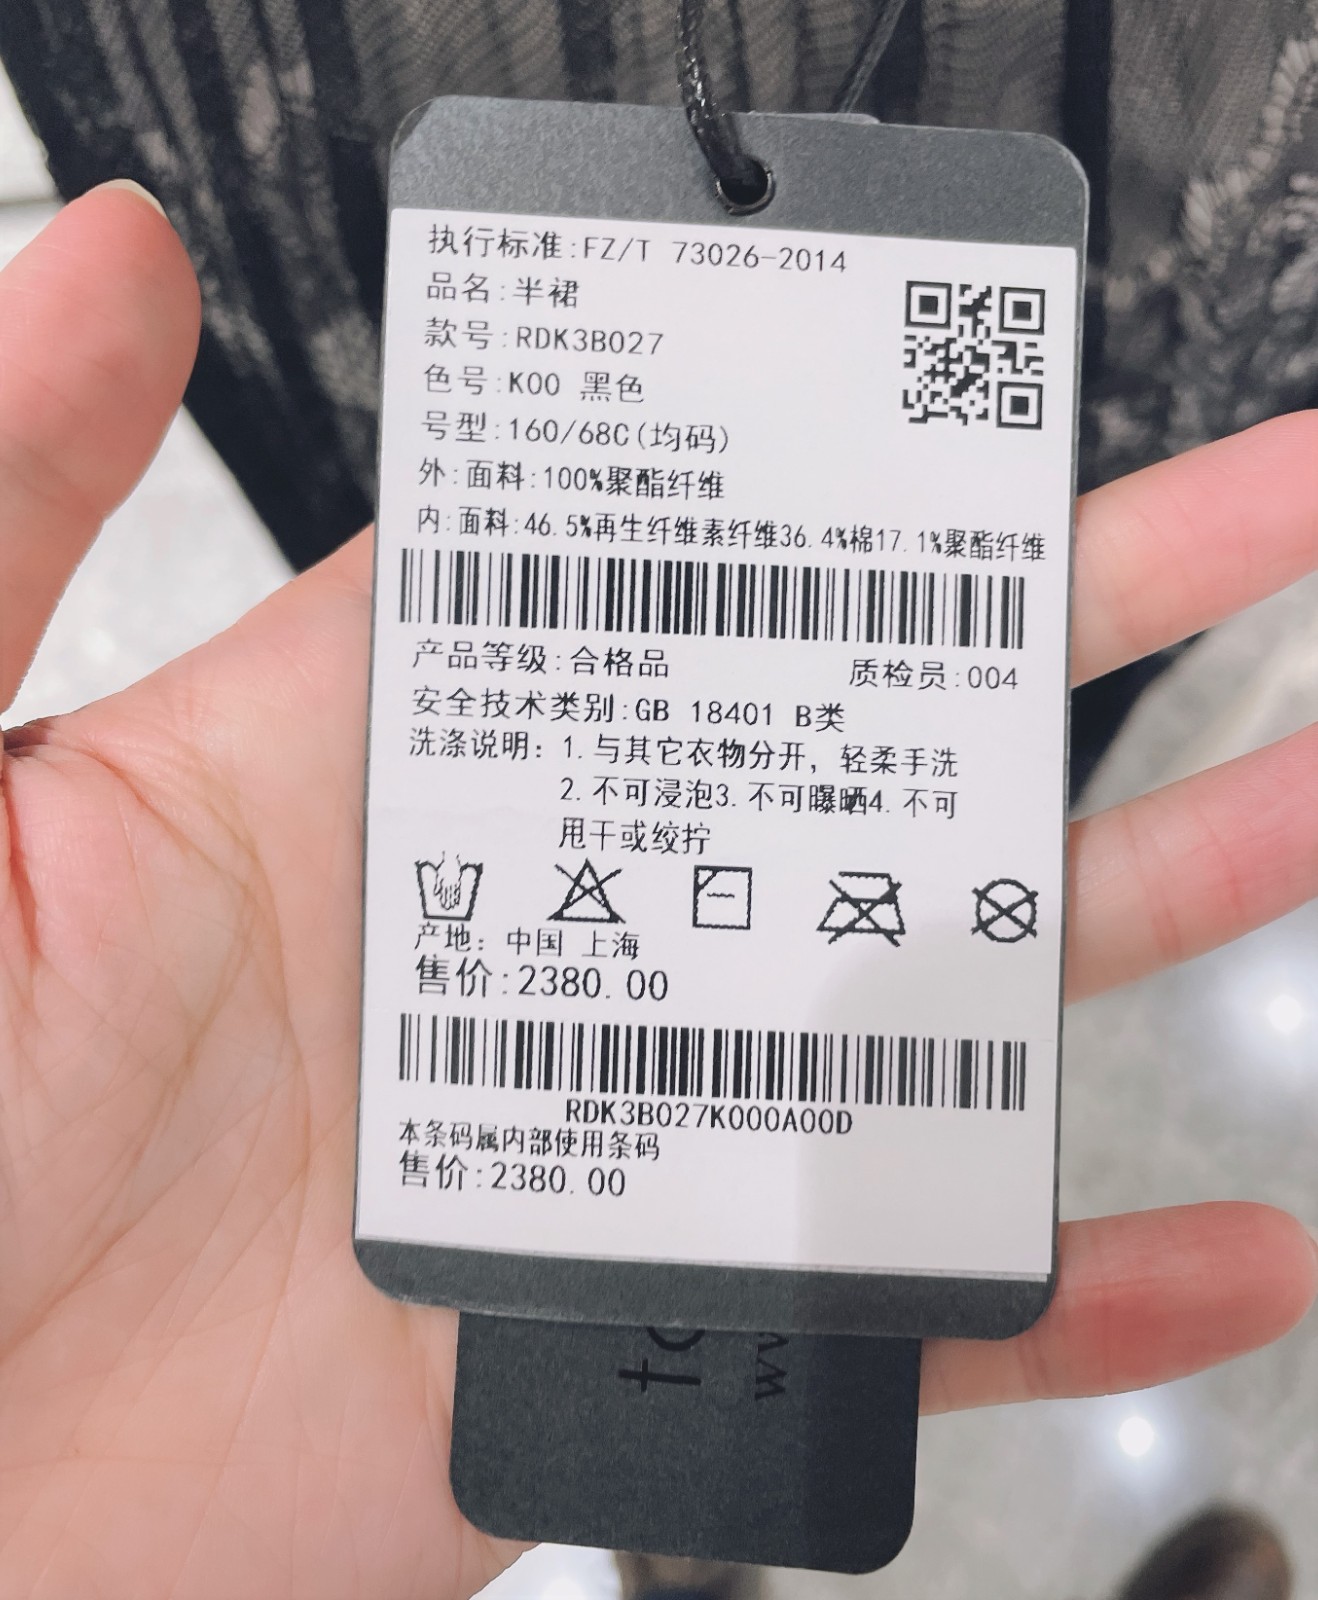 执行标准:FZ/T 73026-2014
品名:半裙
款号:RDK3B027
色号:K00 黑色
号型:160/68C(均码)
外:面料:100%聚酯纤维
内:面料:46.5%再生纤维素纤维36.4%棉17.1%聚酯纤维
产品等级:合格品 质检员:004
安全技术类别:GB 18401 B类
洗涤说明: 1.与其它衣物分开, 轻柔手洗
2.不可浸泡3.不可曝晒4.不可
甩干或绞拧
产地: 中国 上海
售价:2380.00
RDK3B027K000A00D
本条码属内部使用条码
售价:2380.00